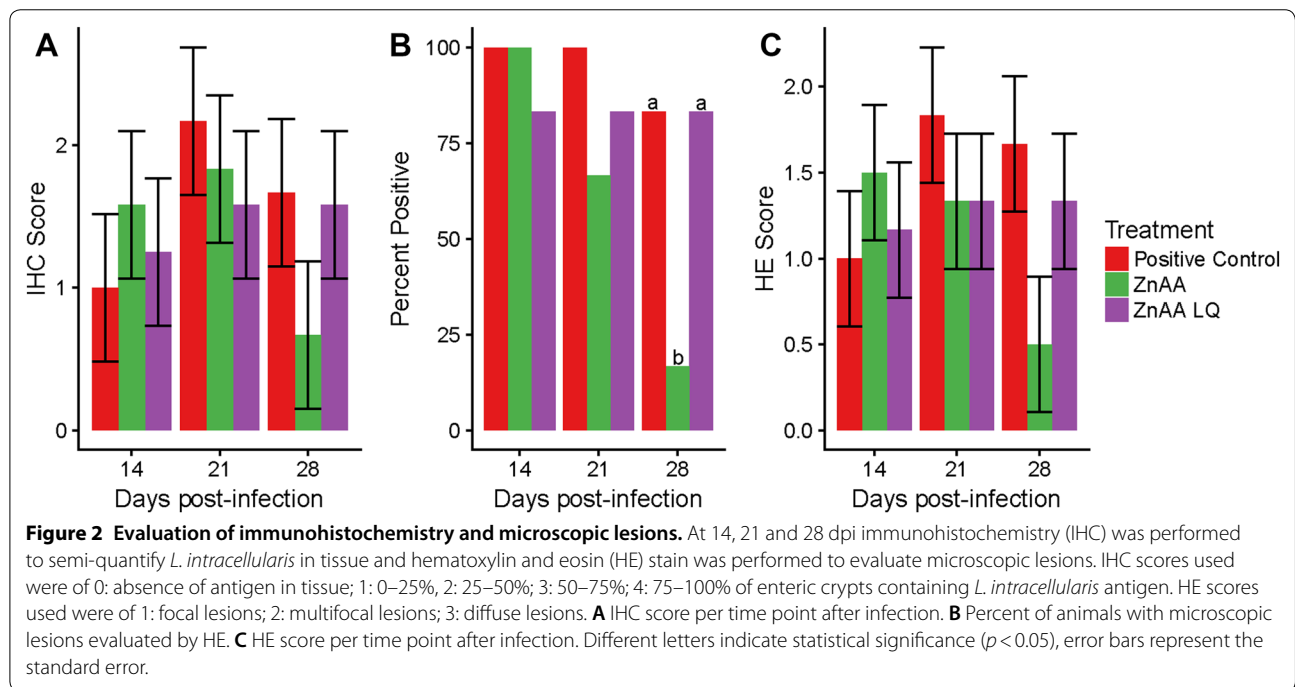 A
B
C
IHC Score
2
1
0
14
21
28
Days post-infection
Percent Positive
100
75
50
25
0
a
a
b
14
21
28
Days post-infection
HE Score
2.0
1.5
1.0
0.5
0.0
14
21
28
Days post-infection
Treatment
Positive Control
ZnAA
ZnAA LQ
Figure 2 Evaluation of immunohistochemistry and microscopic lesions. At 14, 21 and 28 dpi immunohistochemistry (IHC) was performed
to semi-quantify L. intracellularis in tissue and hematoxylin and eosin (HE) stain was performed to evaluate microscopic lesions. IHC scores used
were of 0: absence of antigen in tissue; 1: 0–25%, 2: 25–50%; 3: 50–75%; 4: 75–100% of enteric crypts containing L. intracellularis antigen. HE scores
used were of 1: focal lesions; 2: multifocal lesions; 3: diffuse lesions. A IHC score per time point after infection. B Percent of animals with microscopic
lesions evaluated by HE. C HE score per time point after infection. Different letters indicate statistical significance (p < 0.05), error bars represent the
standard error.